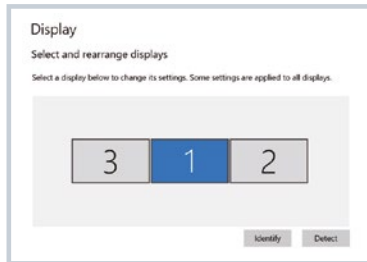 Display
Select and rearrange displays
Select a display below to change its settings. Some settings are applied to all displays.
3 1 2
Identify Detect